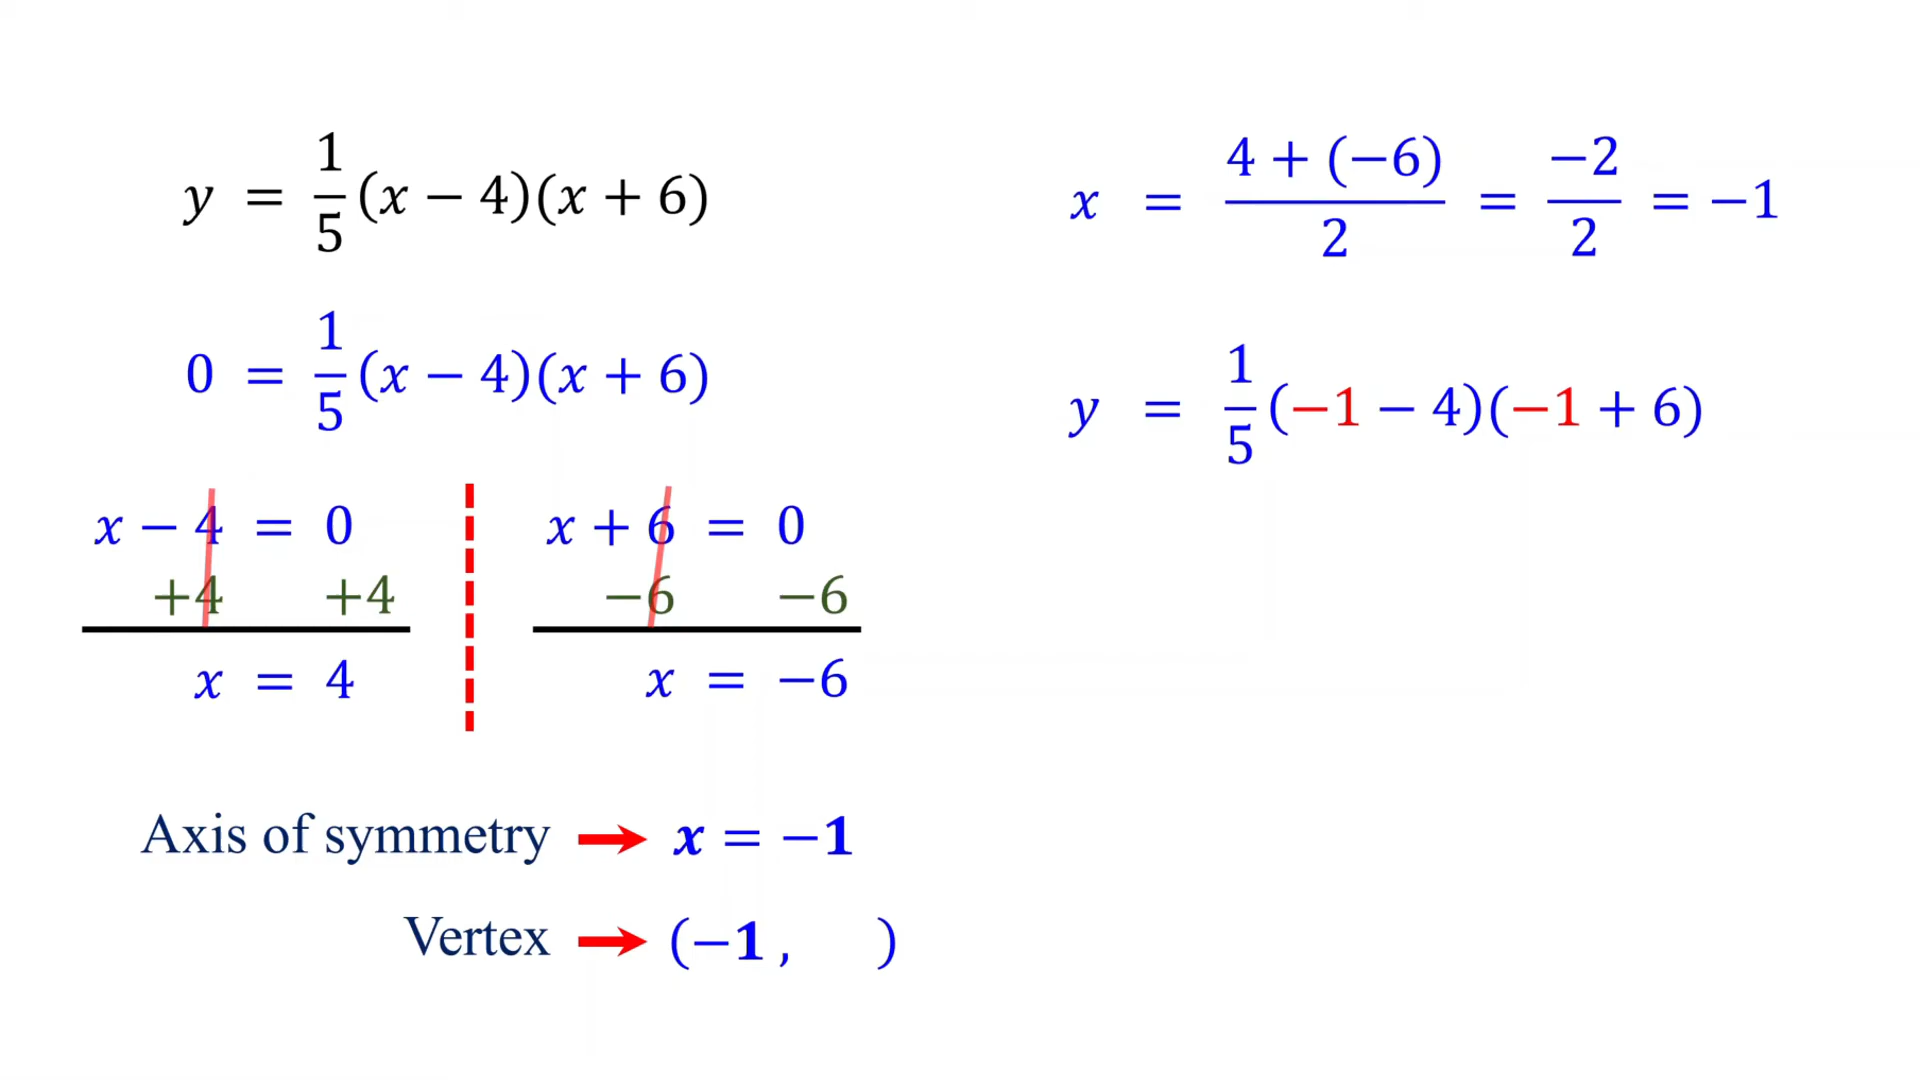 y = 1/5(x − 4)(x + 6)
0 = 1/5(x − 4)(x + 6)
x − 4 = 0
+4 +4
x = 4
x + 6 = 0
−6 −6
x = −6
Axis of symmetry → x = −1
Vertex → (−1 , )
x = 4 + (−6)/2 = −2/2 = −1
y = 1/5(−1 − 4)(−1 + 6)